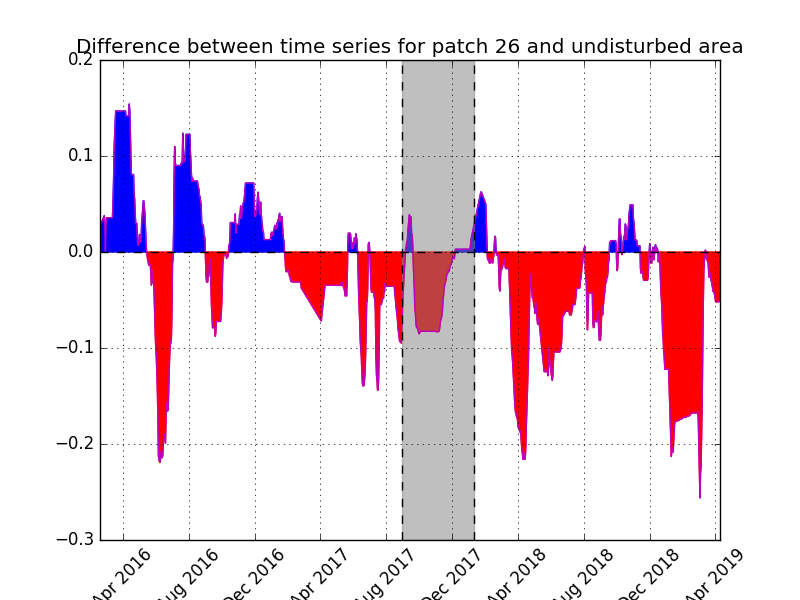 Difference between time series for patch 26 and undisturbed area
0.2
0.1
0.0
−0.1
−0.2
−0.3
Apr 2016
Aug 2016
Dec 2016
Apr 2017
Aug 2017
Dec 2017
Apr 2018
Aug 2018
Dec 2018
Apr 2019